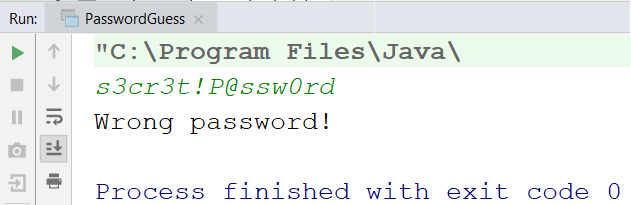 Run: PasswordGuess ×
"C:\Program Files\Java\
s3cr3t!P@ssw0rd
Wrong password!
Process finished with exit code 0